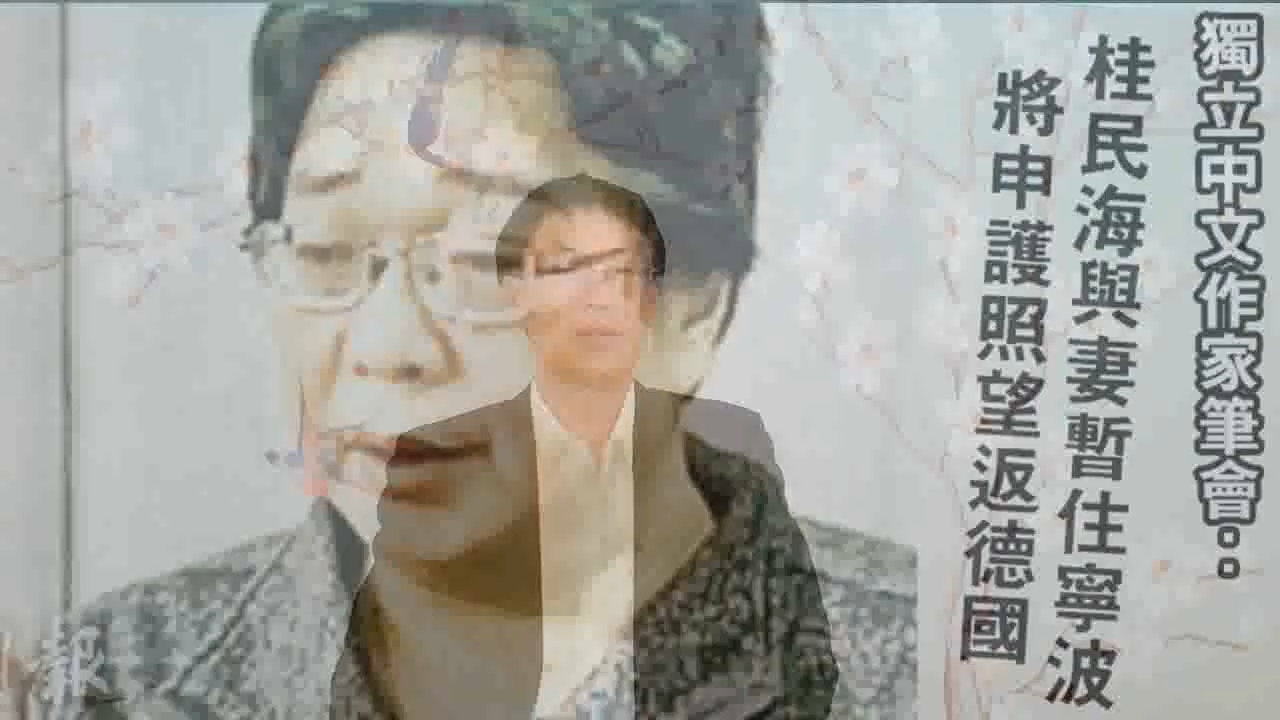 獨立中文作家筆會：
桂民海與妻暫住寧波
將申護照望返德國
報